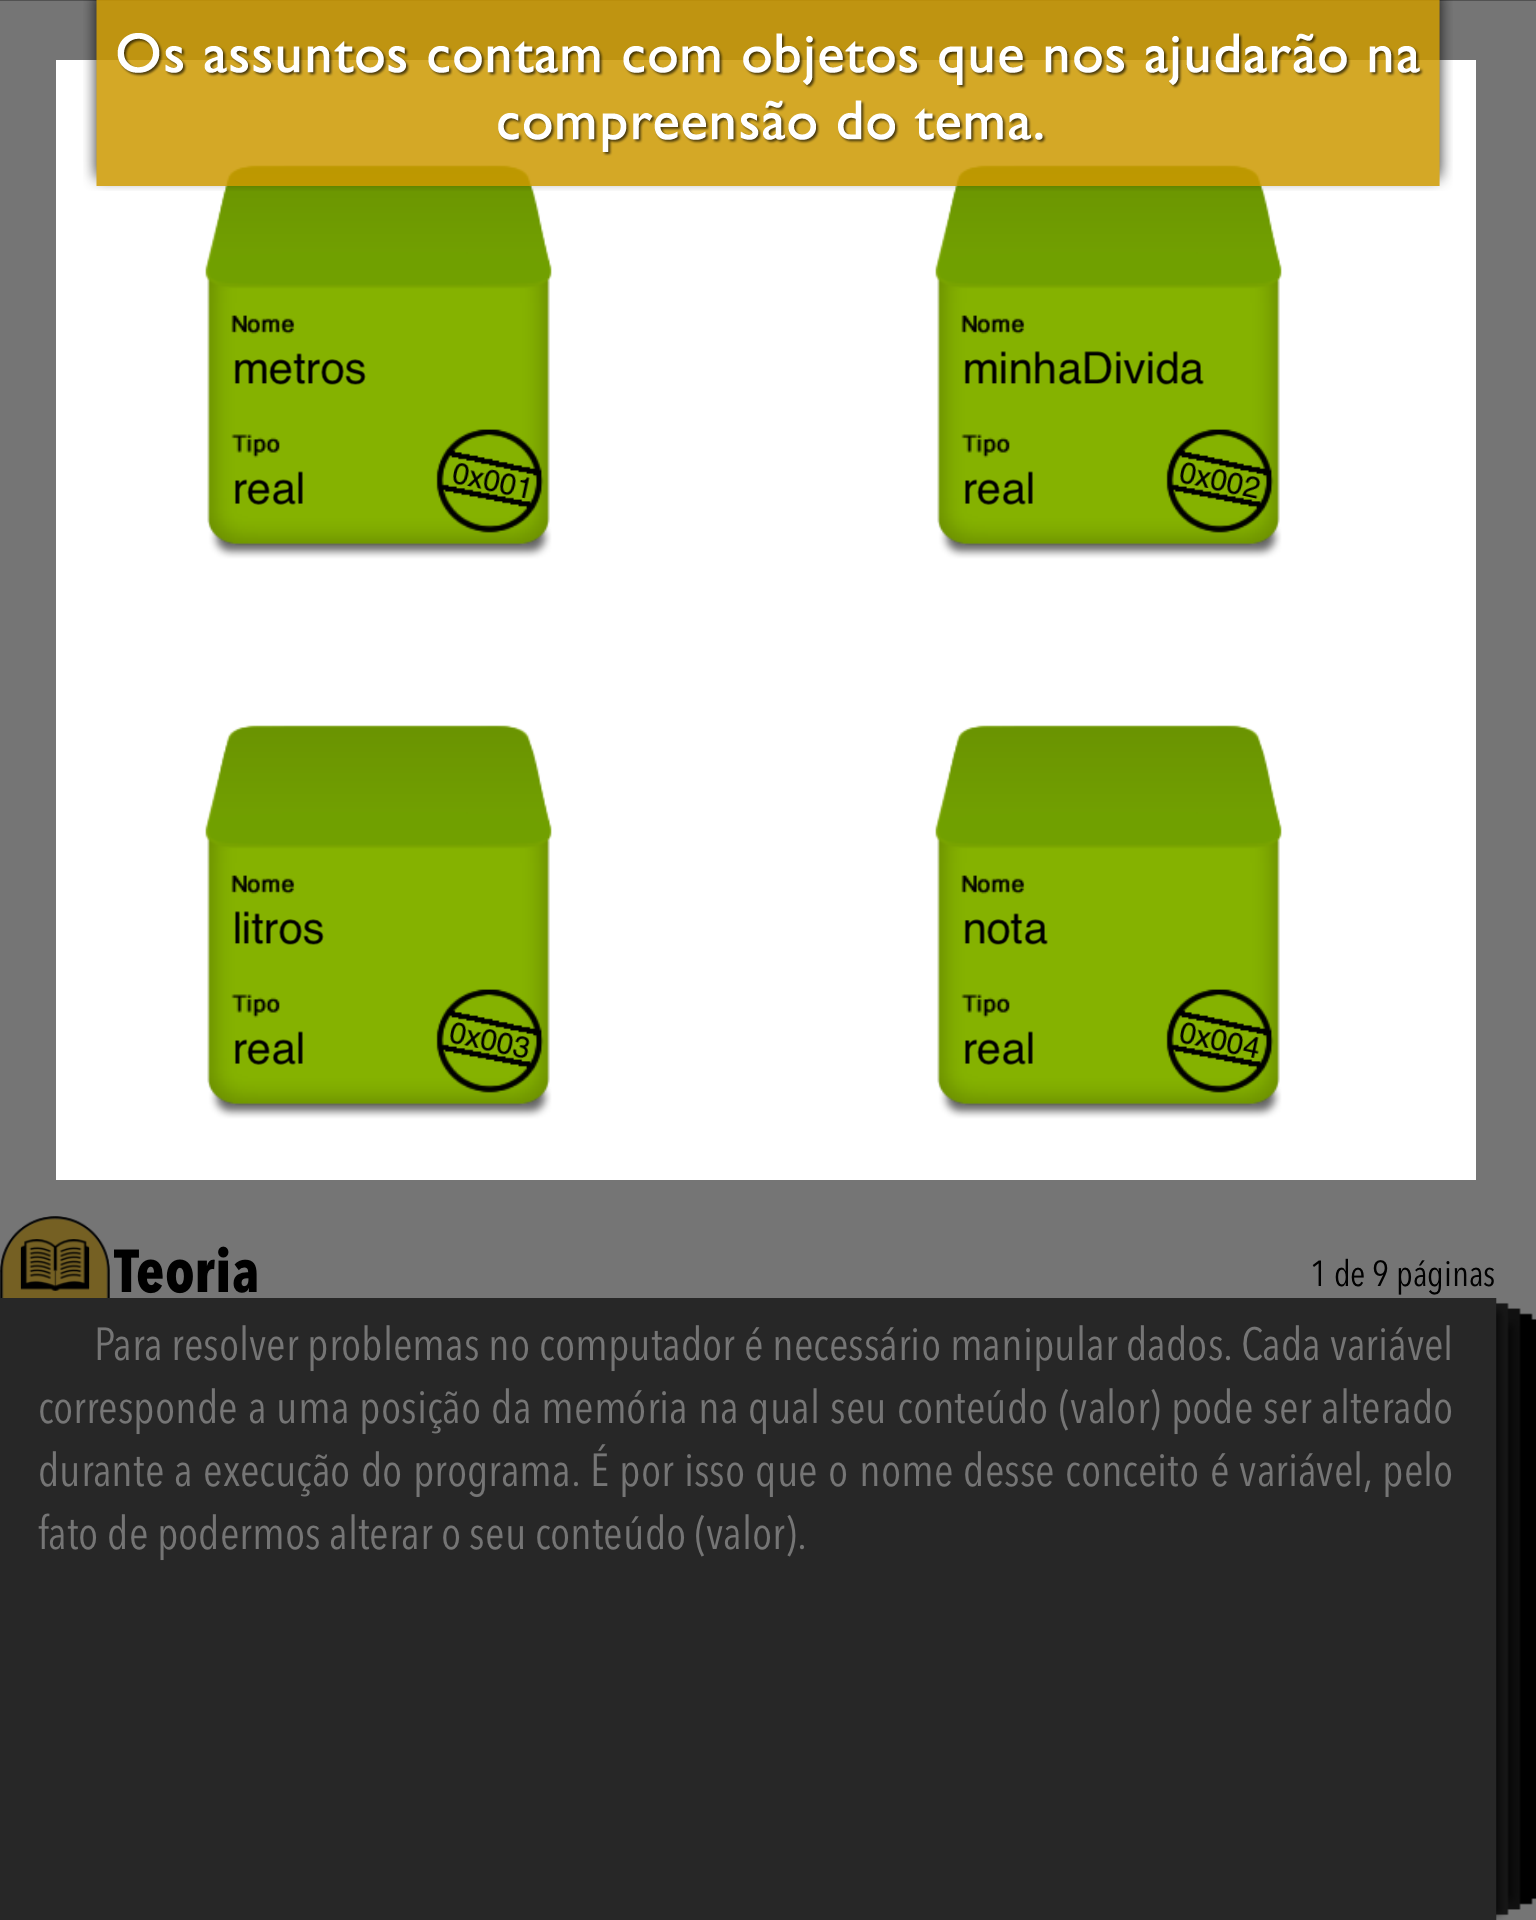 Os assuntos contam com objetos que nos ajudarão na
compreensão do tema.
Nome
metros
Tipo
real
0x001
Nome
minhaDivida
Tipo
real
0x002
Nome
litros
Tipo
real
0x003
Nome
nota
Tipo
real
0x004
Teoria
1 de 9 páginas
Para resolver problemas no computador é necessário manipular dados. Cada variável
corresponde a uma posição da memória na qual seu conteúdo (valor) pode ser alterado
durante a execução do programa. É por isso que o nome desse conceito é variável, pelo
fato de podermos alterar o seu conteúdo (valor).